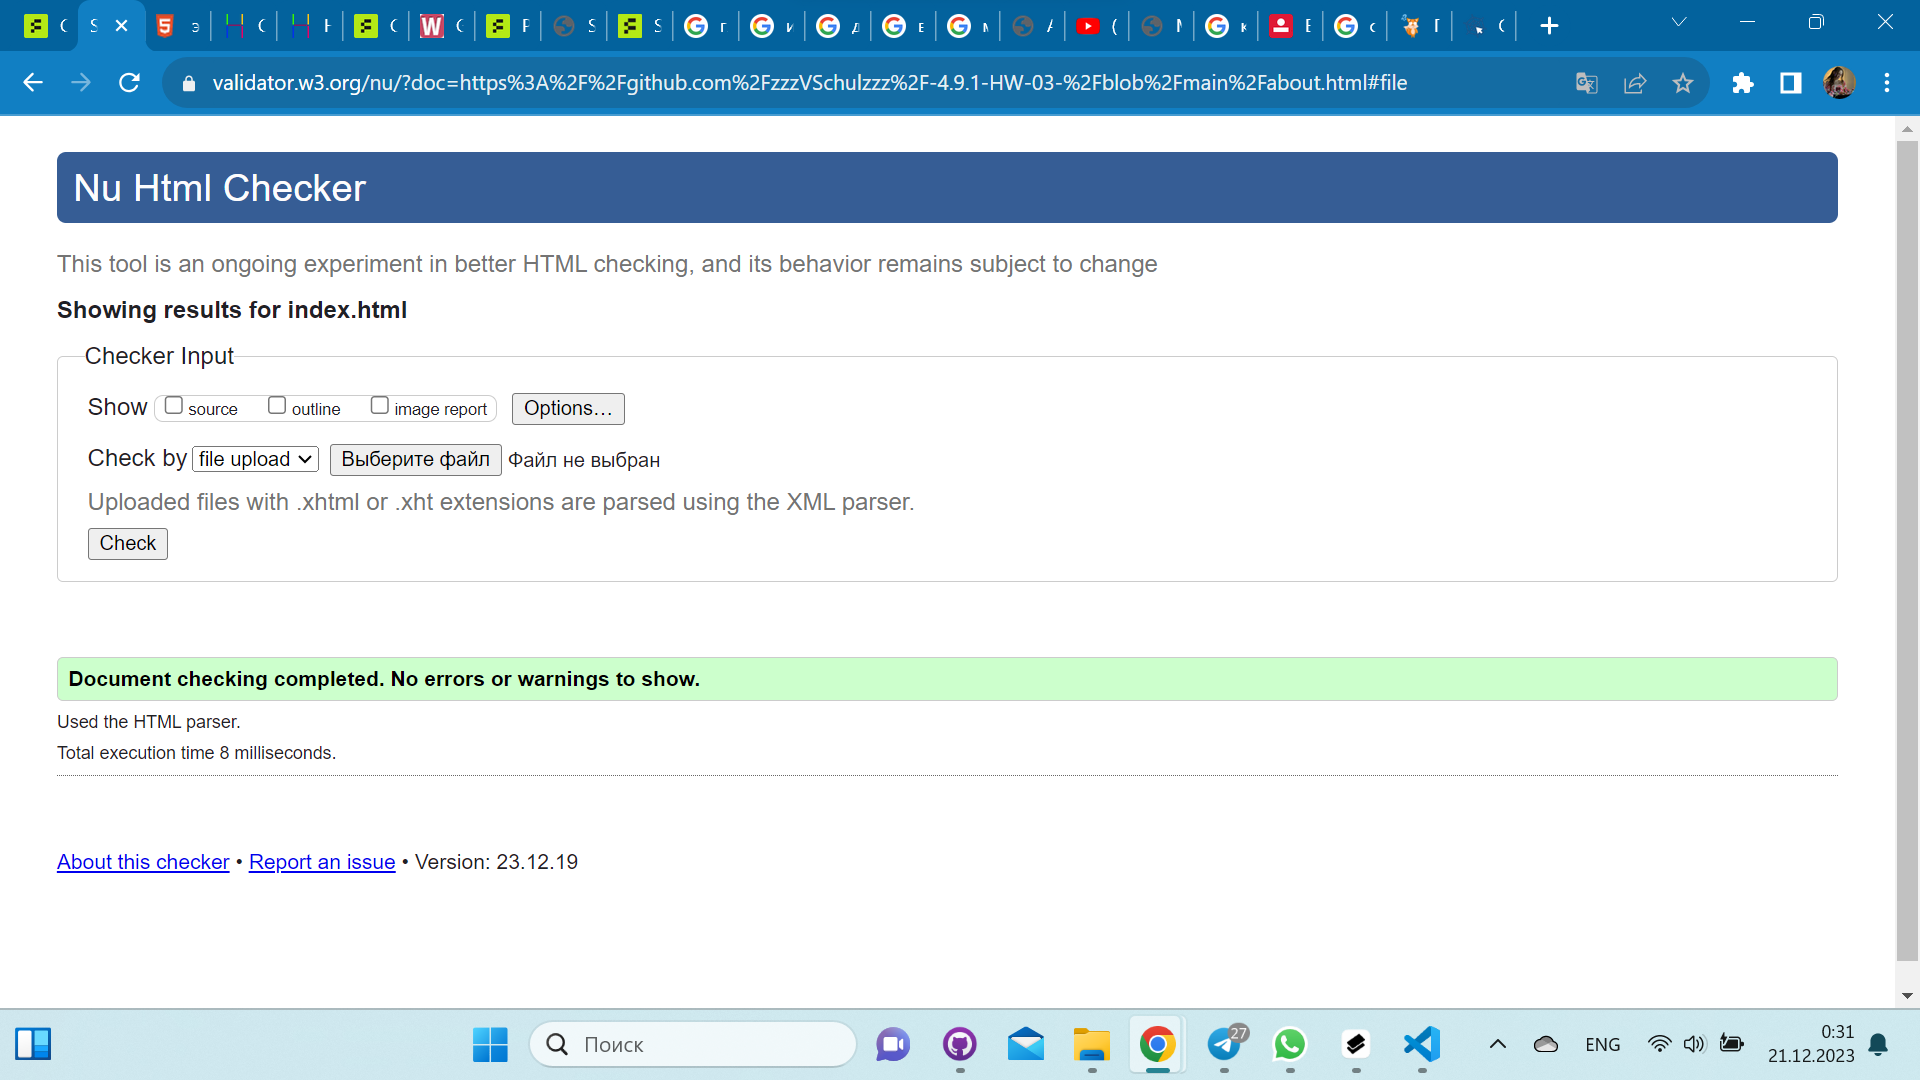 validator.w3.org/nu/?doc=https%3A%2F%2Fgithub.com%2FzzzVSchulzzz%2F-4.9.1-HW-03-%2Fblob%2Fmain%2Fabout.html#file
Nu Html Checker
This tool is an ongoing experiment in better HTML checking, and its behavior remains subject to change
Showing results for index.html
Checker Input
Show source outline image report Options...
Check by file upload Выберите файл Файл не выбран
Uploaded files with .xhtml or .xht extensions are parsed using the XML parser.
Check
Document checking completed. No errors or warnings to show.
Used the HTML parser.
Total execution time 8 milliseconds.
About this checker • Report an issue • Version: 23.12.19
Поиск
27
ENG
0:31
21.12.2023